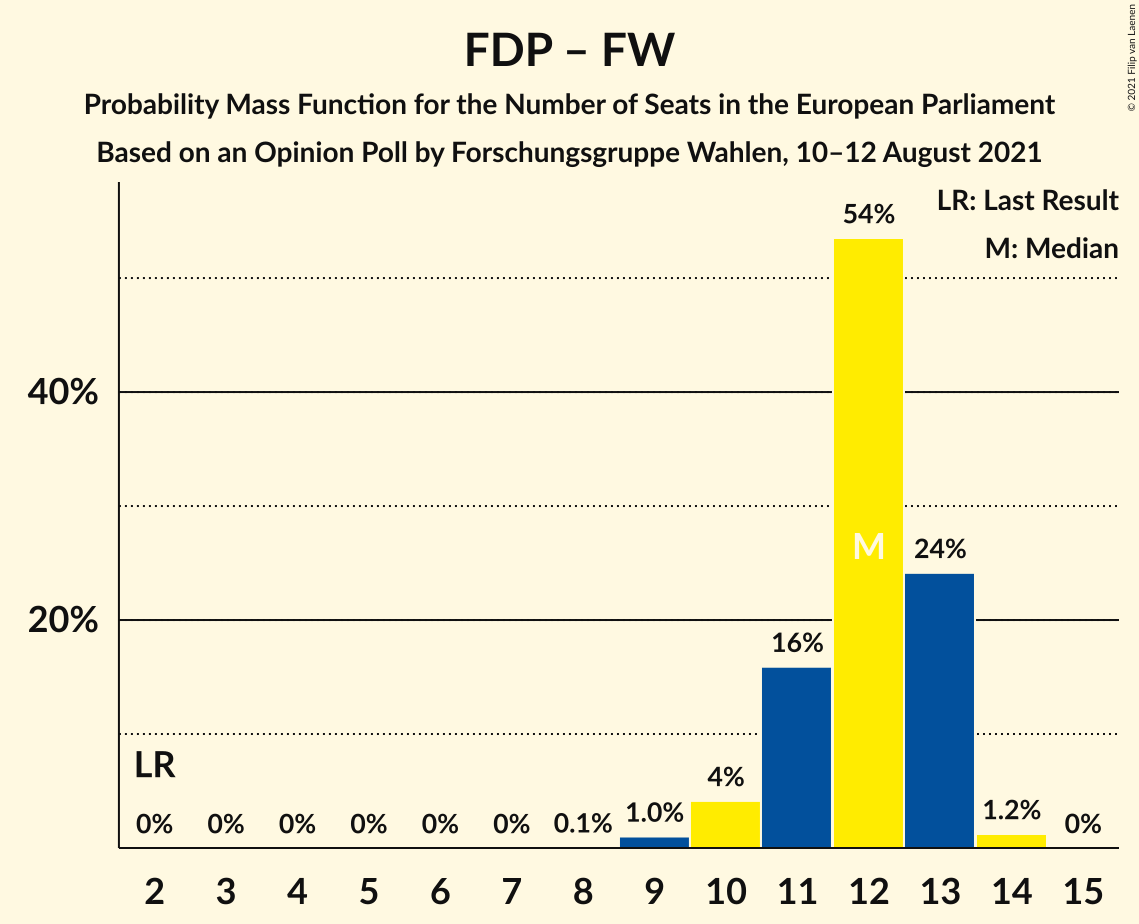 FDP – FW
Probability Mass Function for the Number of Seats in the European Parliament
Based on an Opinion Poll by Forschungsgruppe Wahlen, 10–12 August 2021
© 2021 Filip van Laenen
LR: Last Result
M: Median
54%
40%
M
24%
20%
16%
LR
4%
0% 0% 0% 0% 0% 0% 0.1% 1.0% 1.2% 0%
2 3 4 5 6 7 8 9 10 11 12 13 14 15